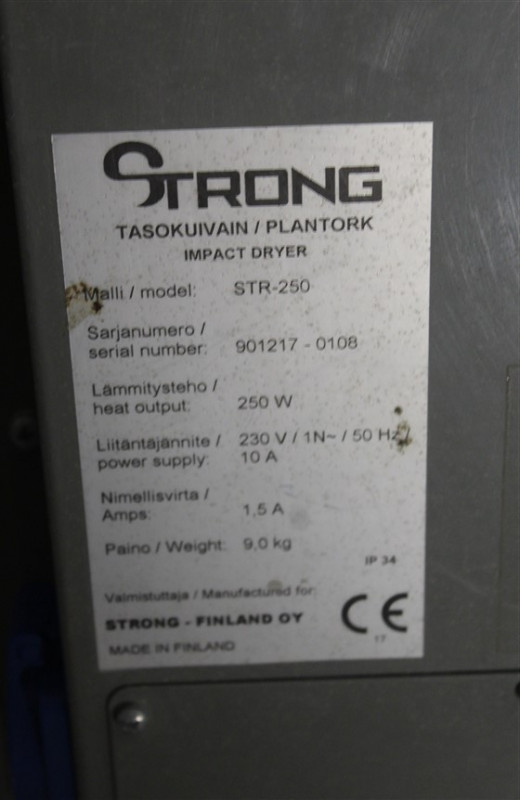 STRONG
TASOKUIVAIN / PLANTORK
IMPACT DRYER
Malli / model: STR-250
Sarjanumero /
serial number: 901217 - 0108
Lämmitysteho /
heat output: 250 W
Liitäntäjännite / 230 V / 1N~ / 50 Hz /
power supply: 10 A
Nimellisvirta /
Amps: 1,5 A
Paino / Weight: 9,0 kg
IP 34
Valmistuttaja / Manufactured for:
STRONG - FINLAND OY
CE
MADE IN FINLAND
17